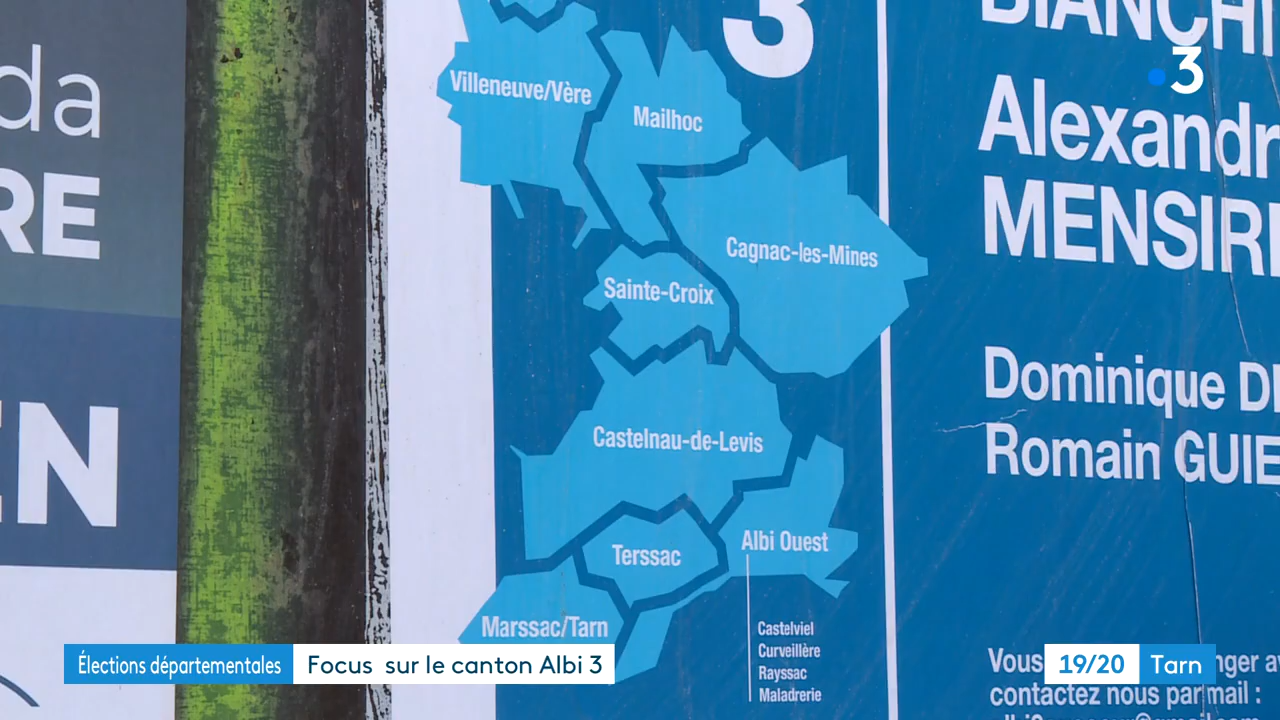 da
RE
EN
3
Villeneuve/Vère
Mailhoc
Cagnac-les-Mines
Sainte-Croix
Castelnau-de-Levis
Terssac
Albi Ouest
Marssac/Tarn
Castelviel
Curveillère
Rayssac
Maladrerie
BIANCHI
3
Alexandr
MENSIR
Dominique D
Romain GUIE
Vous
nger av
contactez nous par mail :
Élections départementales
Focus sur le canton Albi 3
19/20
Tarn